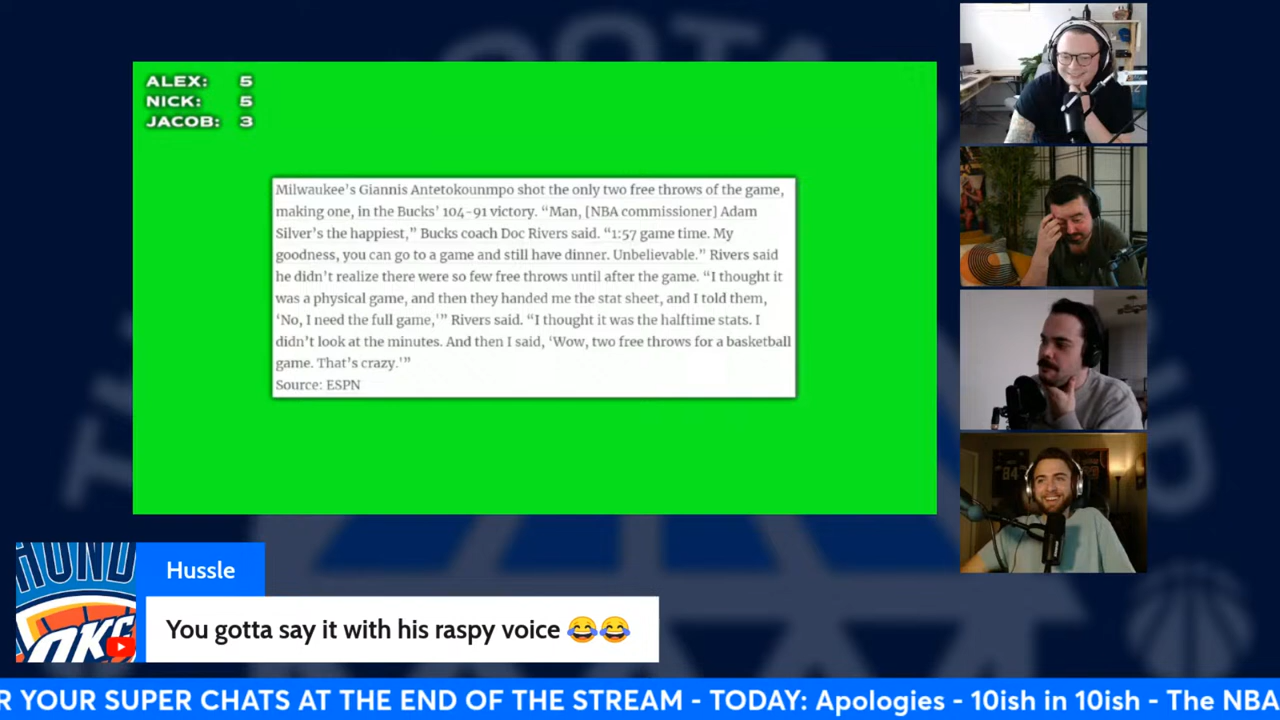 ALEX: 5
NICK: 5
JACOB: 3
Milwaukee's Giannis Antetokounmpo shot the only two free throws of the game,
making one, in the Bucks' 104-91 victory. "Man, [NBA commissioner] Adam
Silver's the happiest," Bucks coach Doc Rivers said. "1:57 game time. My
goodness, you can go to a game and still have dinner. Unbelievable." Rivers said
he didn't realize there were so few free throws until after the game. "I thought it
was a physical game, and then they handed me the stat sheet, and I told them,
'No, I need the full game,'" Rivers said. "I thought it was the halftime stats. I
didn't look at the minutes. And then I said, 'Wow, two free throws for a basketball
game. That's crazy.'"
Source: ESPN
84
Hussle
OKC
You gotta say it with his raspy voice 😂😂
R YOUR SUPER CHATS AT THE END OF THE STREAM - TODAY: Apologies - 10ish in 10ish - The NBA